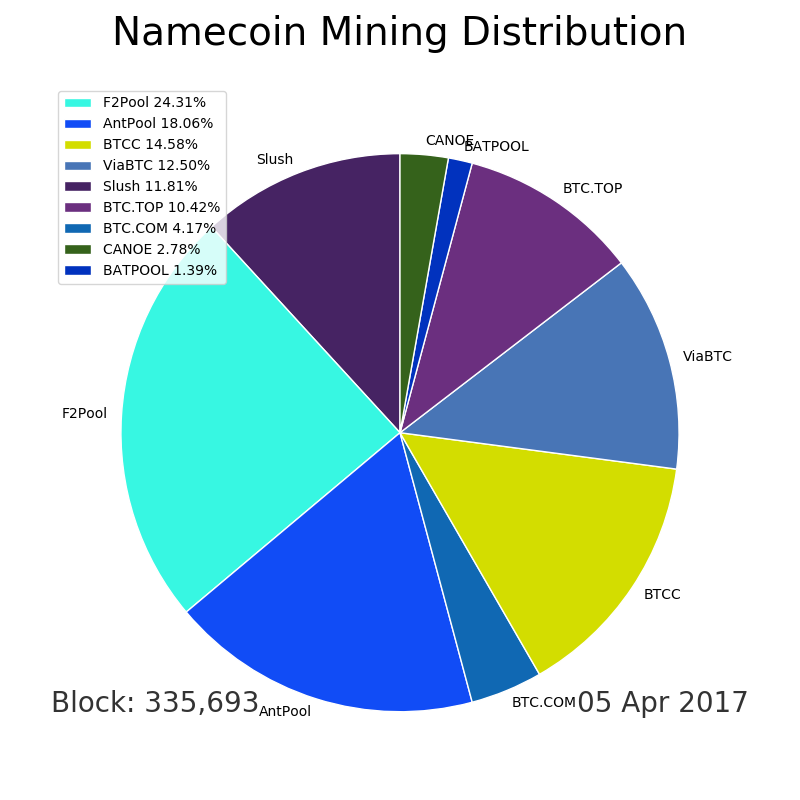 Namecoin Mining Distribution
F2Pool 24.31%
AntPool 18.06%
BTCC 14.58%
ViaBTC 12.50%
Slush 11.81%
BTC.TOP 10.42%
BTC.COM 4.17%
CANOE 2.78%
BATPOOL 1.39%
CANOE
BATPOOL
Slush
BTC.TOP
ViaBTC
F2Pool
BTCC
BTC.COM
AntPool
Block: 335,693
05 Apr 2017